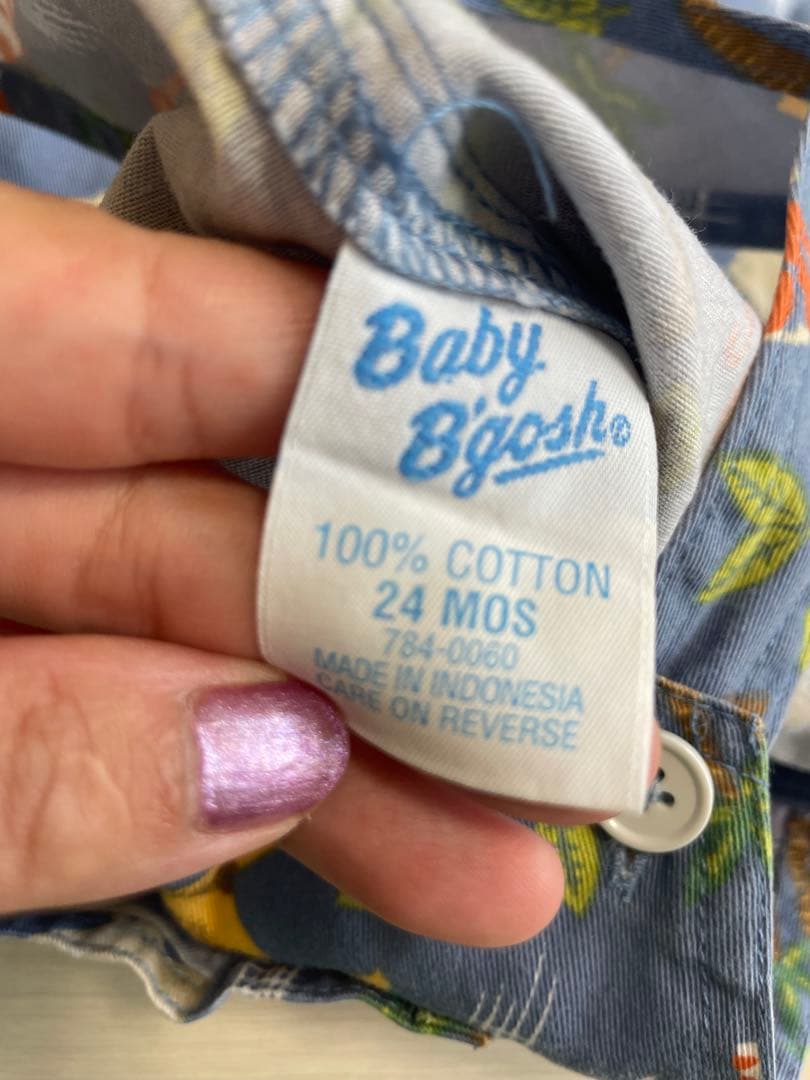 Baby
B'gosh®
100% COTTON
24 MOS
784-0060
MADE IN INDONESIA
CARE ON REVERSE